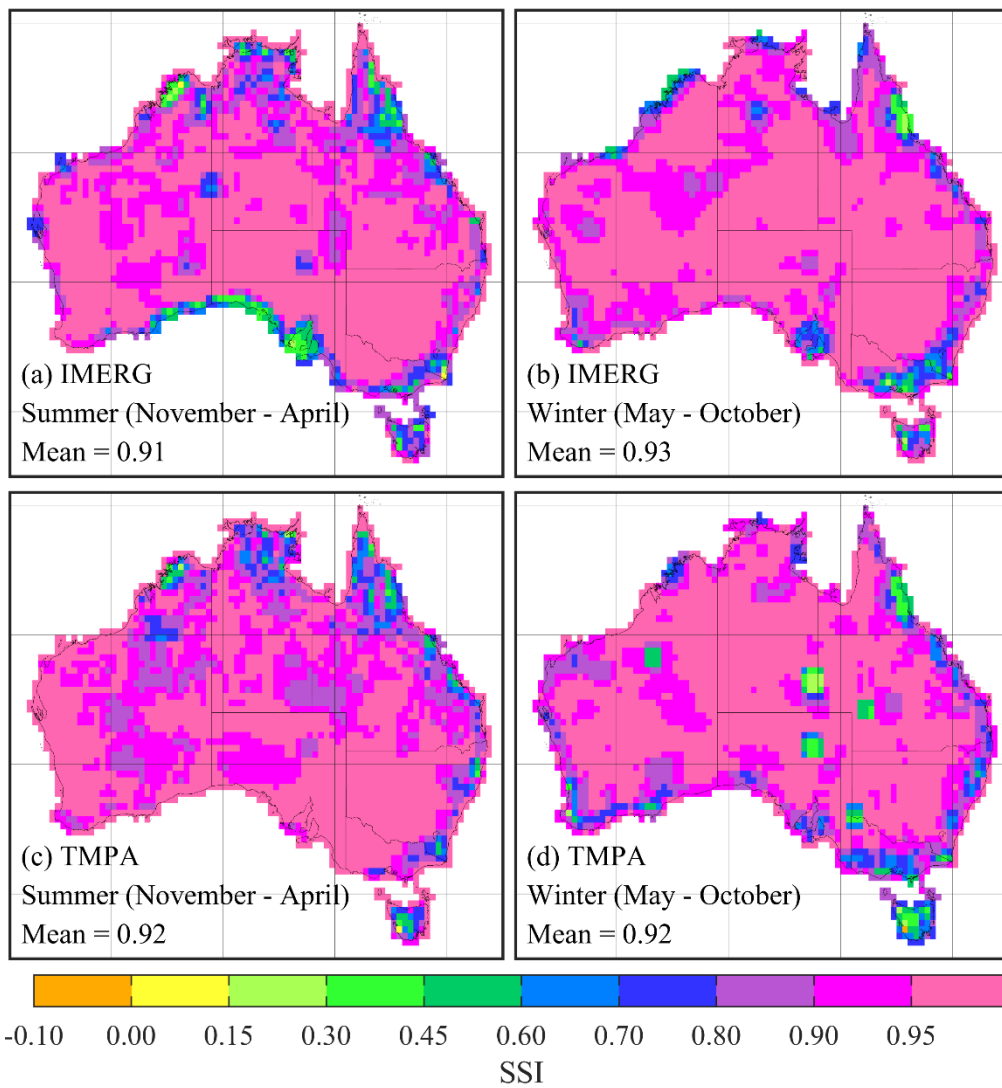 (a) IMERG
Summer (November - April)
Mean = 0.91
(b) IMERG
Winter (May - October)
Mean = 0.93
(c) TMPA
Summer (November - April)
Mean = 0.92
(d) TMPA
Winter (May - October)
Mean = 0.92
-0.10 0.00 0.15 0.30 0.45 0.60 0.70 0.80 0.90 0.95
SSI